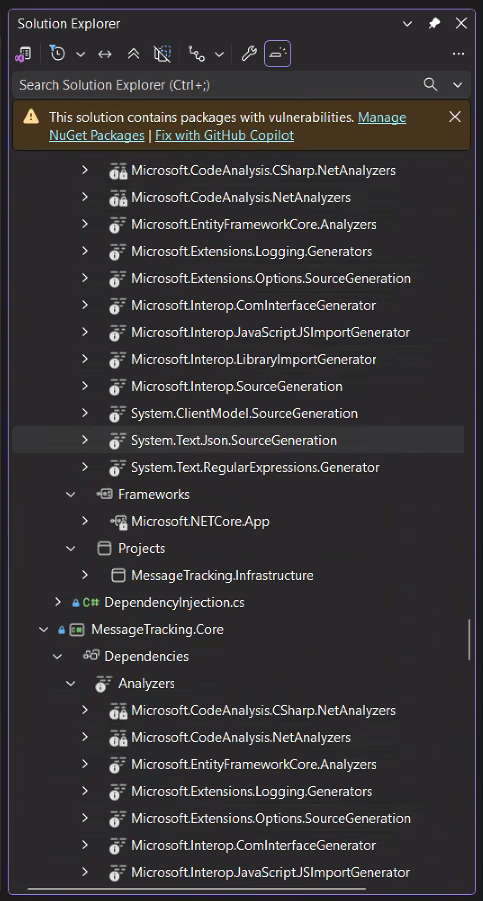 Solution Explorer
Search Solution Explorer (Ctrl+;)
This solution contains packages with vulnerabilities. Manage
NuGet Packages | Fix with GitHub Copilot
Microsoft.CodeAnalysis.CSharp.NetAnalyzers
Microsoft.CodeAnalysis.NetAnalyzers
Microsoft.EntityFrameworkCore.Analyzers
Microsoft.Extensions.Logging.Generators
Microsoft.Extensions.Options.SourceGeneration
Microsoft.Interop.ComInterfaceGenerator
Microsoft.Interop.JavaScript.JSImportGenerator
Microsoft.Interop.LibraryImportGenerator
Microsoft.Interop.SourceGeneration
System.ClientModel.SourceGeneration
System.Text.Json.SourceGeneration
System.Text.RegularExpressions.Generator
Frameworks
Microsoft.NETCore.App
Projects
MessageTracking.Infrastructure
C# DependencyInjection.cs
C# MessageTracking.Core
Dependencies
Analyzers
Microsoft.CodeAnalysis.CSharp.NetAnalyzers
Microsoft.CodeAnalysis.NetAnalyzers
Microsoft.EntityFrameworkCore.Analyzers
Microsoft.Extensions.Logging.Generators
Microsoft.Extensions.Options.SourceGeneration
Microsoft.Interop.ComInterfaceGenerator
Microsoft.Interop.JavaScript.JSImportGenerator